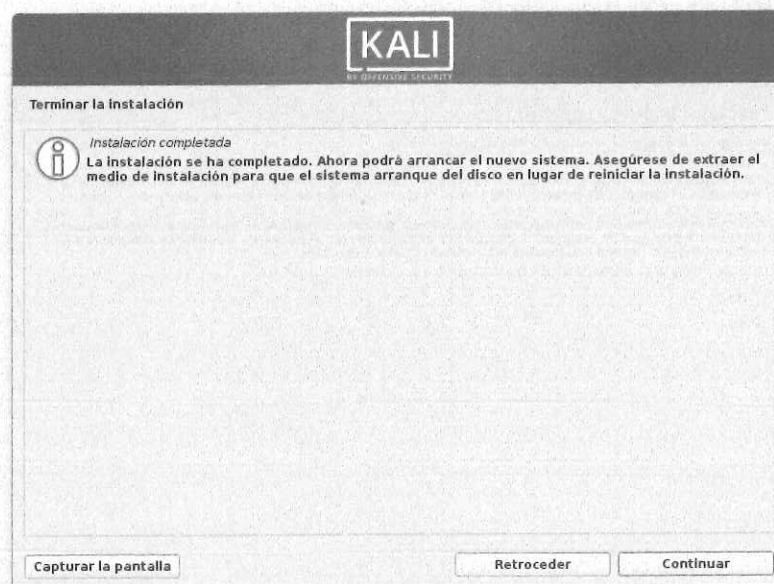 KALI
BY OFFENSIVE SECURITY
Terminar la instalación
Instalación completada
La instalación se ha completado. Ahora podrá arrancar el nuevo sistema. Asegúrese de extraer el
medio de instalación para que el sistema arranque del disco en lugar de reiniciar la instalación.
Capturar la pantalla
Retroceder
Continuar